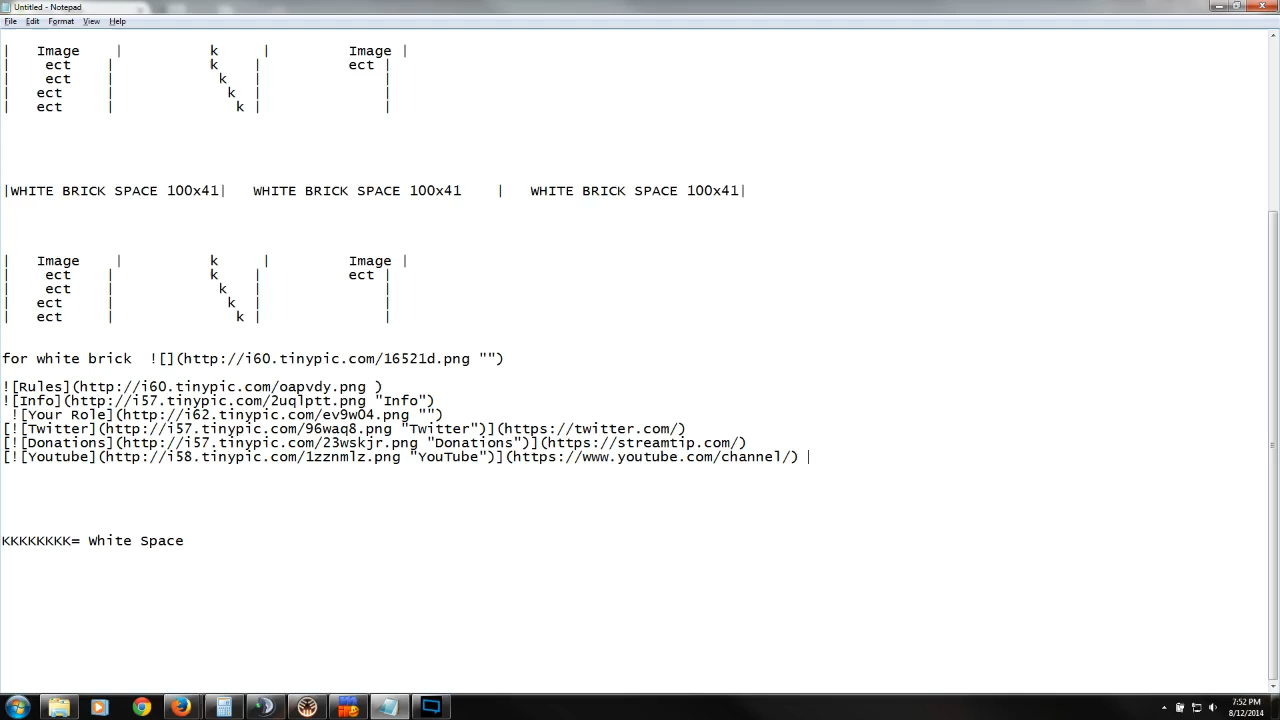 Untitled - Notepad
File Edit Format View Help
| Image | k | Image |
| ect | k | ect |
| ect | k | |
| ect | k | |
| ect | k | |
|WHITE BRICK SPACE 100x41| WHITE BRICK SPACE 100x41 | WHITE BRICK SPACE 100x41|
| Image | k | Image |
| ect | k | ect |
| ect | k | |
| ect | k | |
| ect | k | |
for white brick ![](http://i60.tinypic.com/16521d.png "")
![Rules](http://i60.tinypic.com/oapvdy.png )
![Info](http://i57.tinypic.com/2uqlptt.png "Info")
![Your Role](http://i62.tinypic.com/ev9w04.png "")
[![Twitter](http://i57.tinypic.com/96waq8.png "Twitter")](https://twitter.com/)
[![Donations](http://i57.tinypic.com/23wskjr.png "Donations")](https://streamtip.com/)
[![Youtube](http://i58.tinypic.com/1zznmlz.png "YouTube")](https://www.youtube.com/channel/)
KKKKKKKK= White Space
7:52 PM
8/12/2014